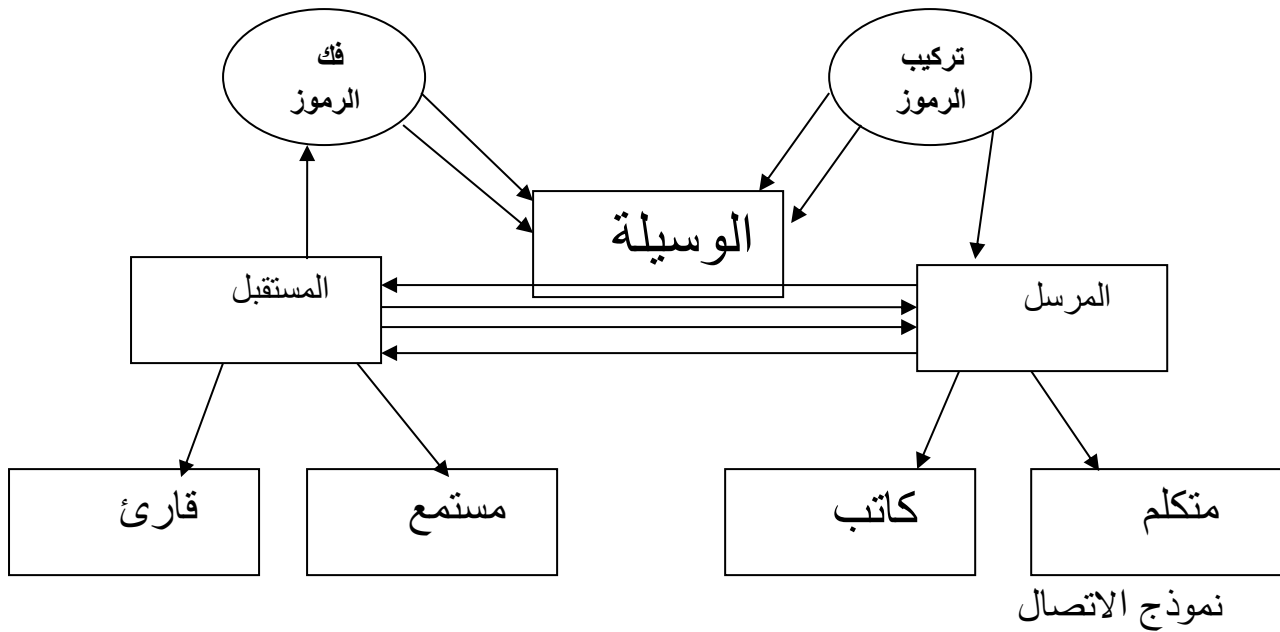 تركيب
الرموز
فك
الرموز
الوسيلة
المرسل
المستقبل
متكلم
كاتب
مستمع
قارئ
نموذج الاتصال